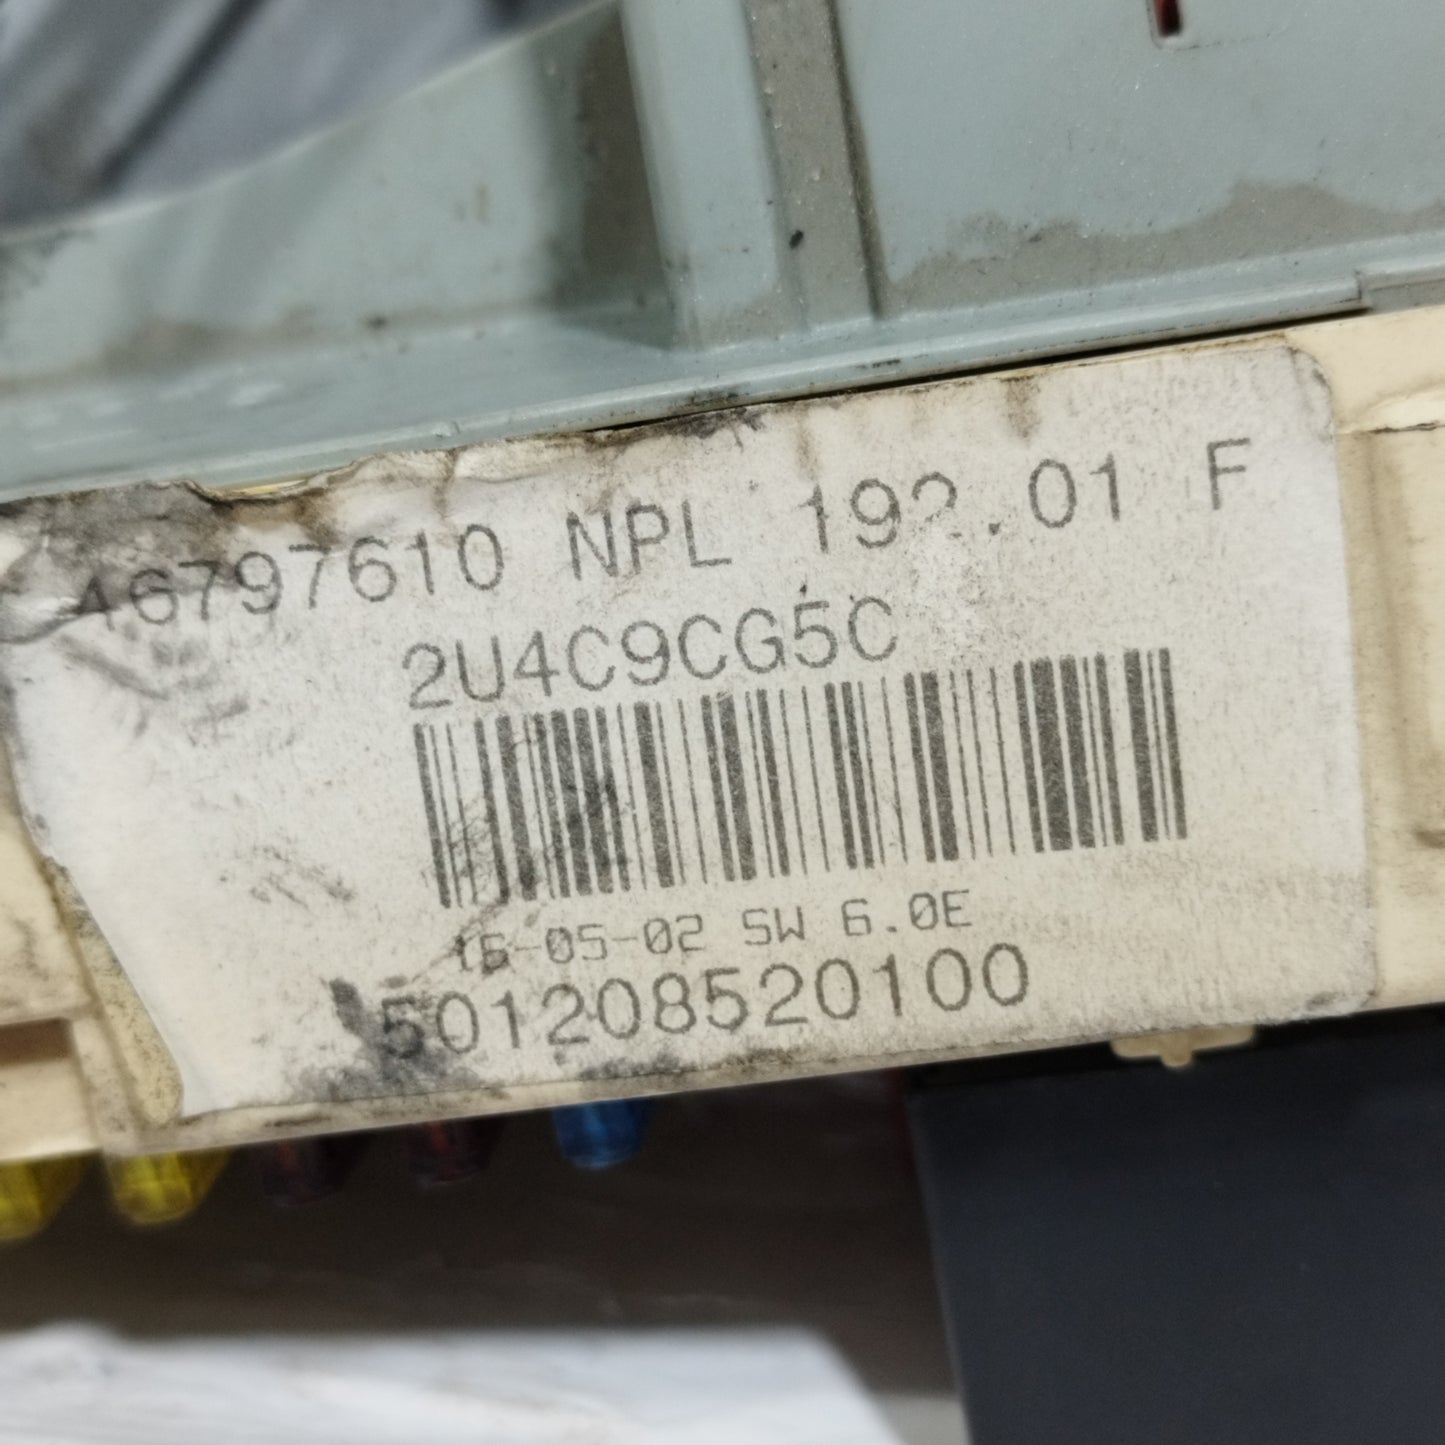 46797610 NPL 192.01 F
2U4C9CG5C
16-05-02 SW 6.0E
501208520100